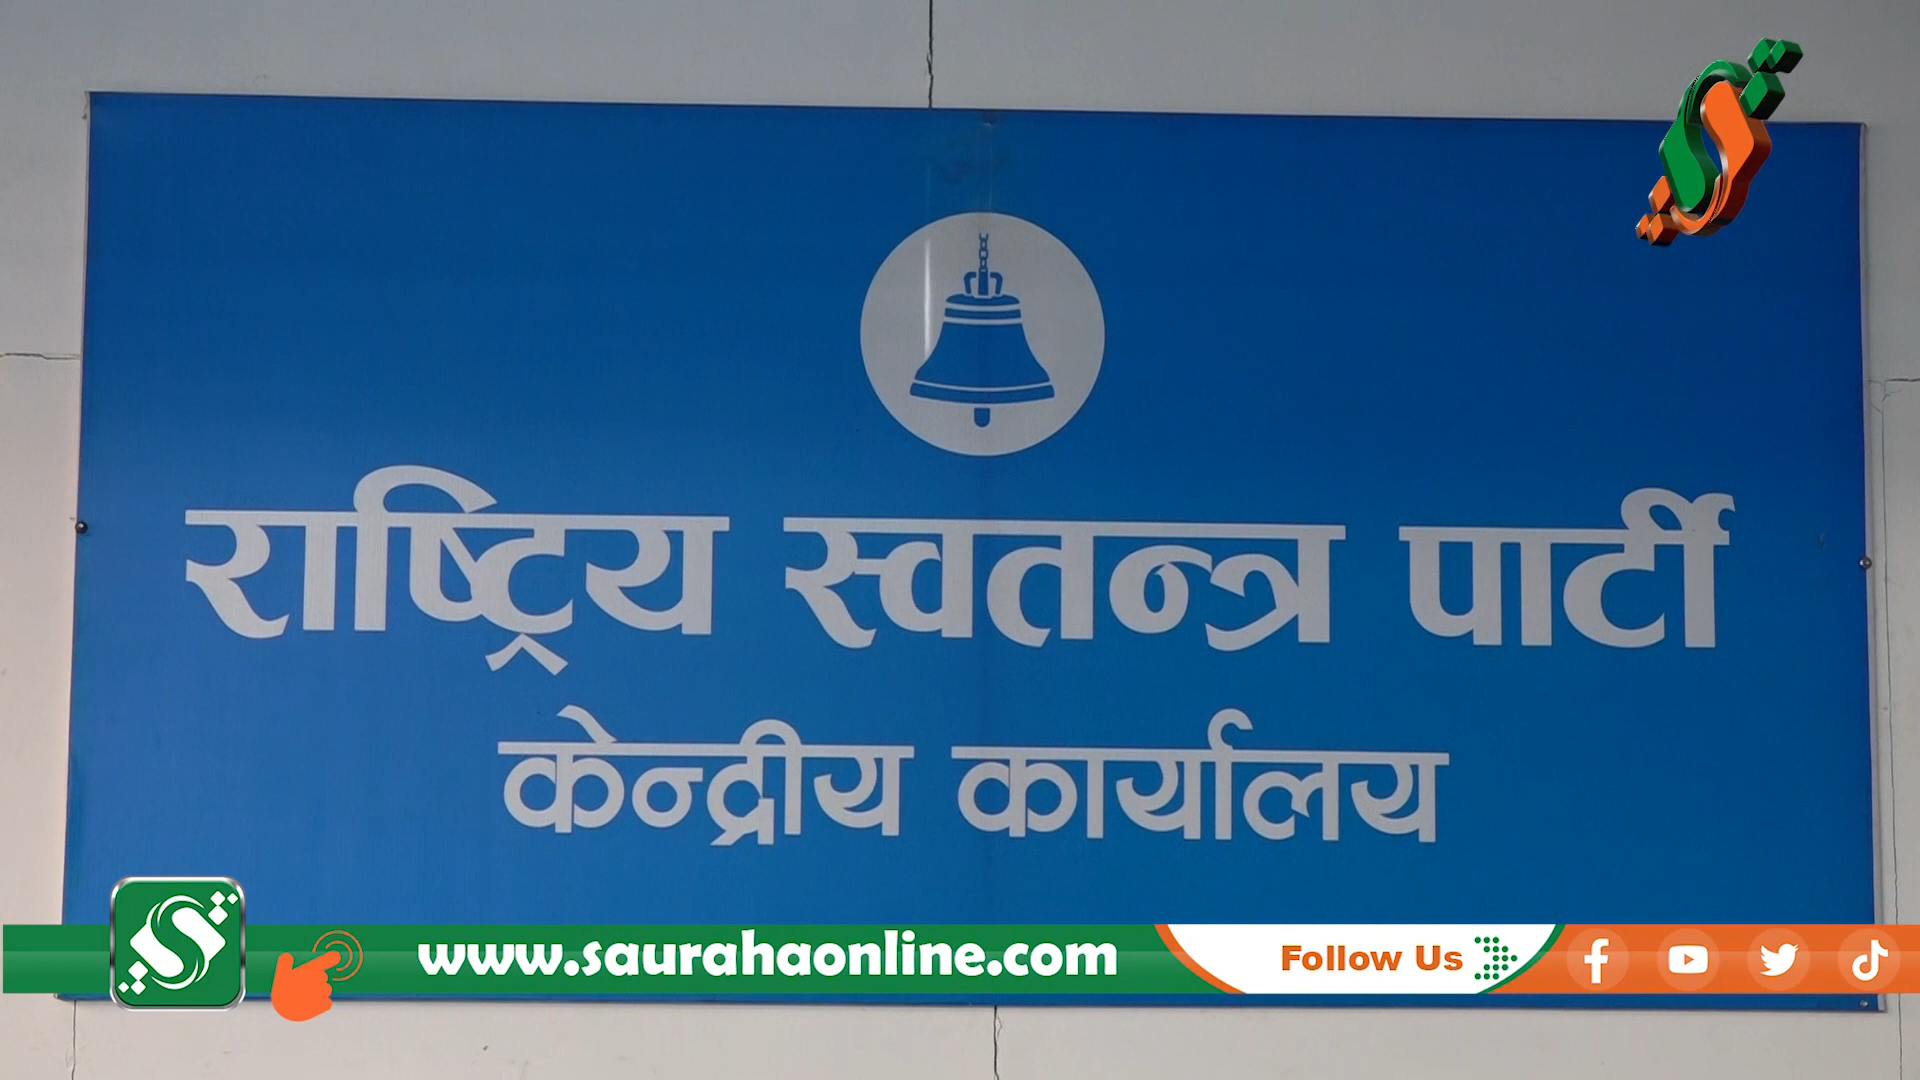 राष्ट्रिय स्वतन्त्र पार्टी
केन्द्रीय कार्यालय
www.saurahaonline.com
Follow Us